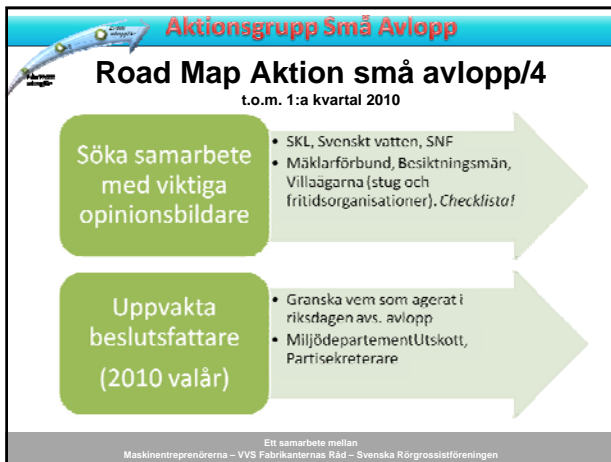 Aktionsgrupp Små Avlopp
Road Map Aktion små avlopp/4
t.o.m. 1:a kvartal 2010
Söka samarbete
med viktiga
opinionsbildare
• SKL, Svenskt vatten, SNF
• Mäklarförbund, Besiktningsmän,
Villaägarna (stug och
fritidsorganisationer). Checklista!
Uppvakta
beslutsfattare
(2010 valår)
• Granska vem som agerat i
riksdagen avs. avlopp
• MiljödepartementUtskott,
Partisekreterare
Ett samarbete mellan
Maskinentreprenörerna – VVS Fabrikanternas Råd – Svenska Rörgrossistföreningen